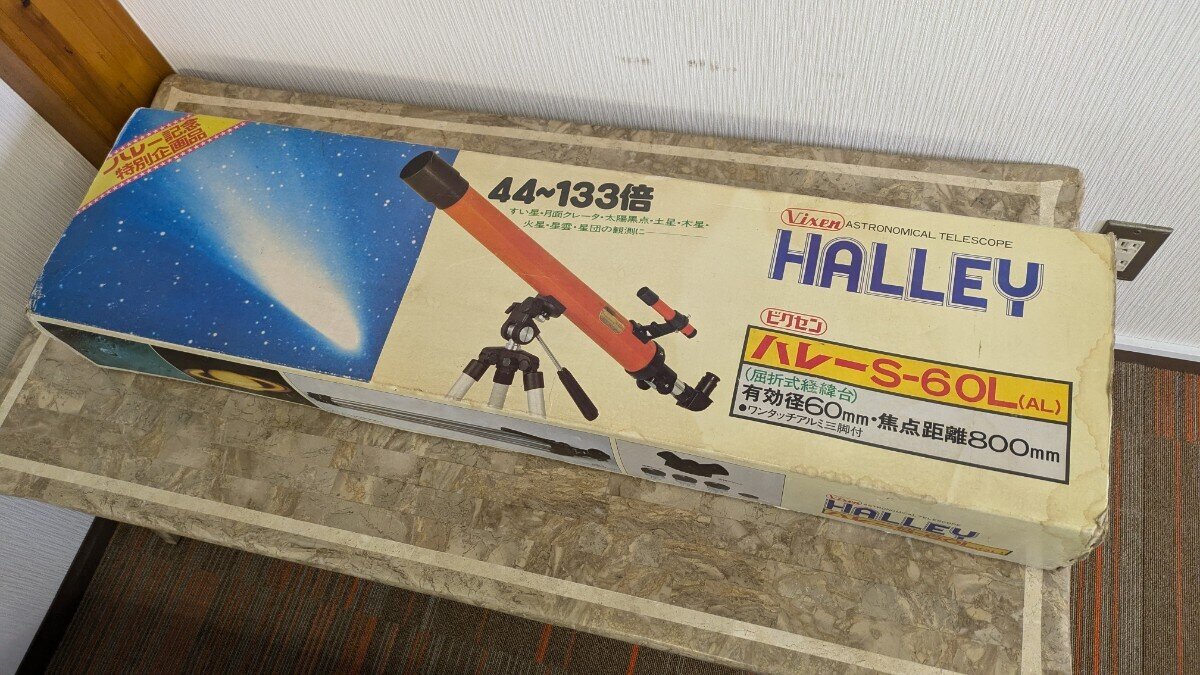 ハレー記念
特別企画品
44~133倍
すい星・月面クレータ・太陽黒点・土星・木星・
火星・星雲・星団の観測に
Vixen ASTRONOMICAL TELESCOPE
HALLEY
ビクセン
ハレーS-60L(AL)
(屈折式経緯台)
有効径60mm・焦点距離800mm
●ワンタッチアルミ三脚付
Vixen ASTRONOMICAL TELESCOPE
HALLEY